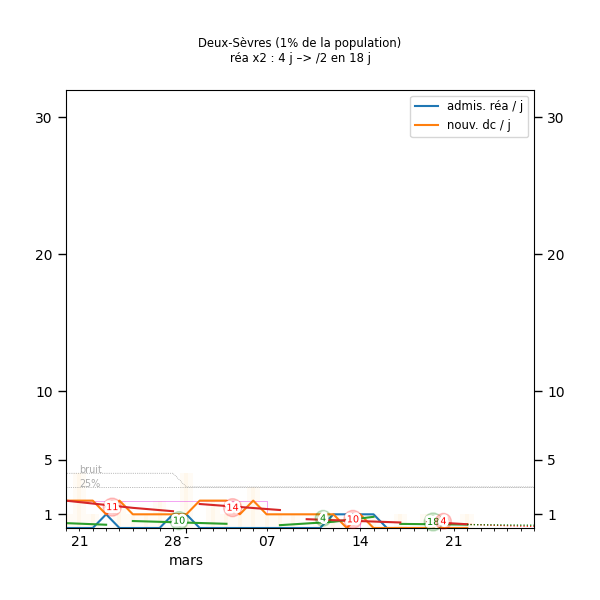 Deux-Sèvres (1% de la population)
réa x2 : 4 j –> /2 en 18 j
admis. réa / j
nouv. dc / j
30 30
20 20
10 10
5 5
bruit
25%
1 1
11 10 14 4 10 18 4
21 28 - 07 14 21
mars